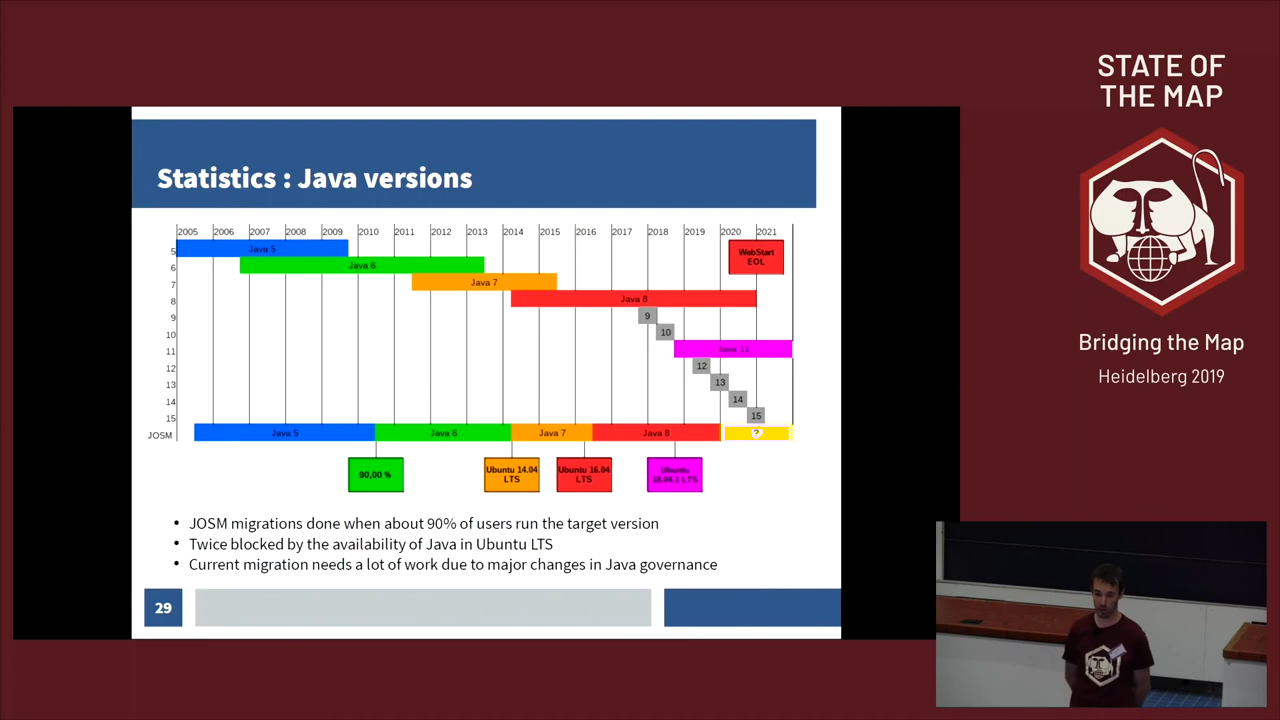 STATE OF
THE MAP
Bridging the Map
Heidelberg 2019
Statistics : Java versions
2005 2006 2007 2008 2009 2010 2011 2012 2013 2014 2015 2016 2017 2018 2019 2020 2021
5 Java 5
WebStart
EOL
6 Java 6
7 Java 7
8 Java 8
9 9
10 10
11 Java 11
12 12
13 13
14 14
15 15
JOSM Java 5 Java 6 Java 7 Java 8 ?
90,00 %
Ubuntu 14.04
LTS
Ubuntu 16.04
LTS
Ubuntu
18.04.1 LTS
• JOSM migrations done when about 90% of users run the target version
• Twice blocked by the availability of Java in Ubuntu LTS
• Current migration needs a lot of work due to major changes in Java governance
29